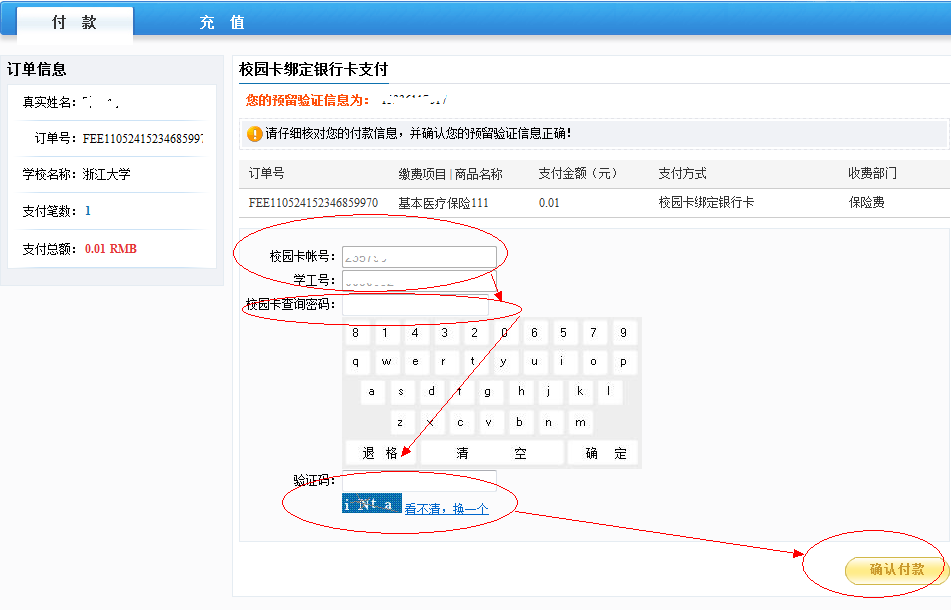 付 款
充 值
订单信息
真实姓名:
订单号: FEE11052415234685997
学校名称: 浙江大学
支付笔数: 1
支付总额: 0.01 RMB
校园卡绑定银行卡支付
您的预留验证信息为:
请仔细核对您的付款信息，并确认您的预留验证信息正确！
订单号 缴费项目|商品名称 支付金额（元） 支付方式 收费部门
FEE110524152346859970 基本医疗保险111 0.01 校园卡绑定银行卡 保险费
校园卡帐号:
学工号:
校园卡查询密码:
8 1 4 3 2 0 6 5 7 9
q w e r t y u i o p
a s d f g h j k l
z x c v b n m
退 格 清 空 确 定
验证码:
iNta 看不清，换一个
确认付款